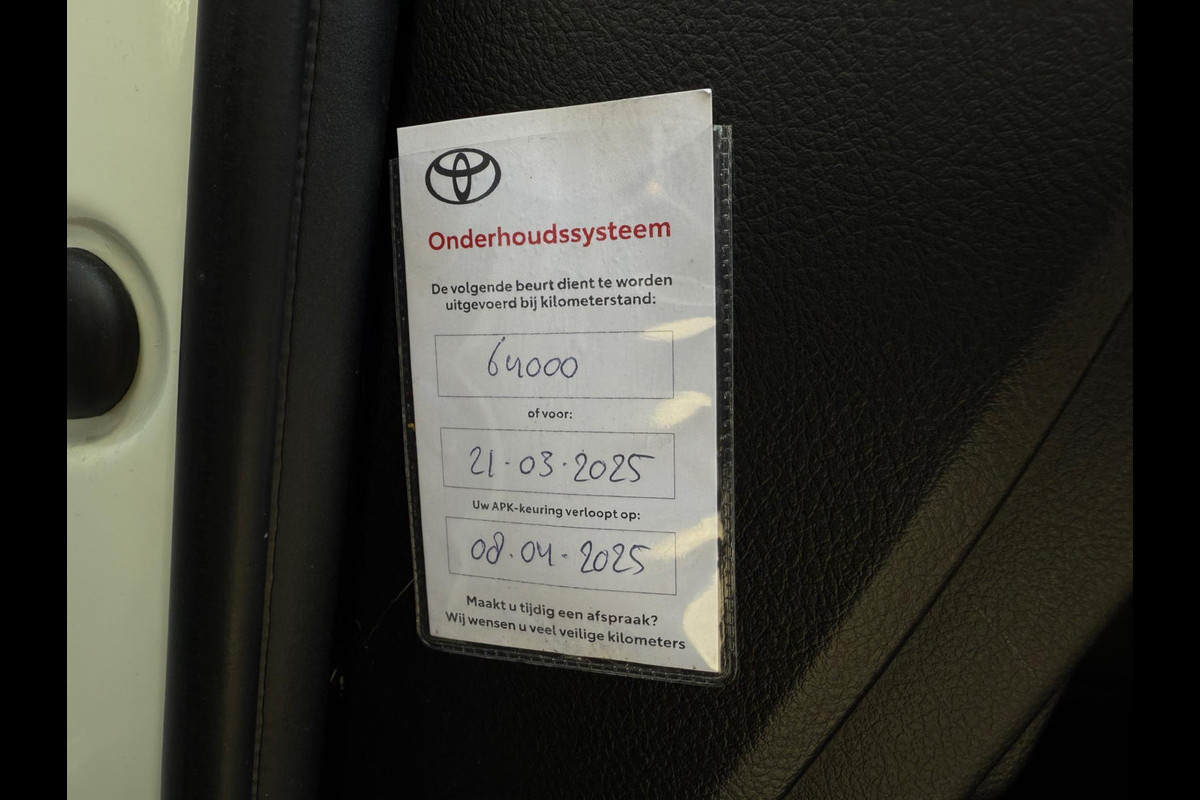 Onderhoudssysteem
De volgende beurt dient te worden
uitgevoerd bij kilometerstand:
64000
of voor:
21-03-2025
Uw APK-keuring verloopt op:
08-04-2025
Maakt u tijdig een afspraak?
Wij wensen u veel veilige kilometers